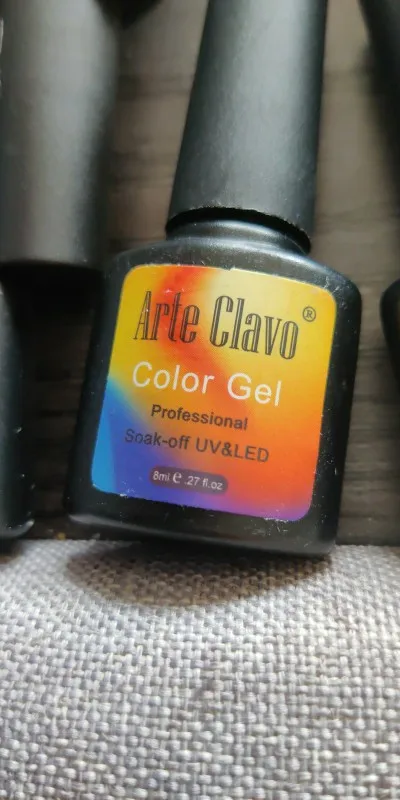 Arte Clavo®
Color Gel
Professional
Soak-off UV&LED
8ml ℮ .27 fl.oz